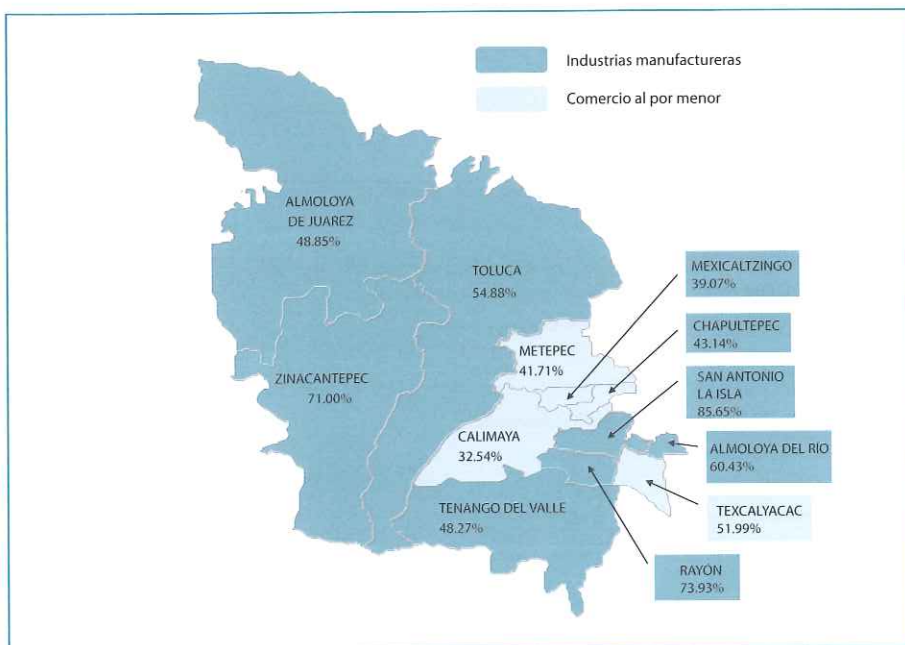 Industrias manufactureras
Comercio al por menor
ALMOLOYA
DE JUAREZ
48.85%
TOLUCA
54.88%
MEXICALTZINGO
39.07%
CHAPULTEPEC
43.14%
METEPEC
41.71%
SAN ANTONIO
LA ISLA
85.65%
ZINACANTEPEC
71.00%
CALIMAYA
32.54%
ALMOLOYA DEL RÍO
60.43%
TENANGO DEL VALLE
48.27%
TEXCALYACAC
51.99%
RAYÓN
73.93%